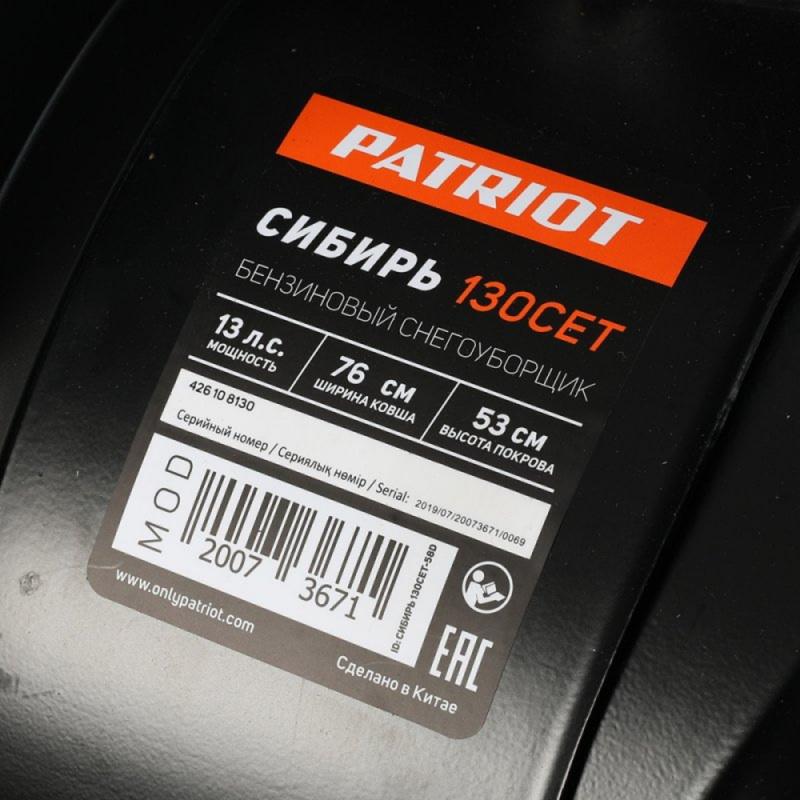 PATRIOT
СИБИРЬ 130СЕТ
БЕНЗИНОВЫЙ СНЕГОУБОРЩИК
13 Л.С.
МОЩНОСТЬ
76 СМ
ШИРИНА КОВША
53 СМ
ВЫСОТА ПОКРОВА
426 10 8130
Серийный номер / Сериялық нөмір / Serial: 2019/07/20073671/0069
MOD
2007 3671
ID: СИБИРЬ 130СЕТ-58D
www.onlypatriot.com
EAC
Сделано в Китае